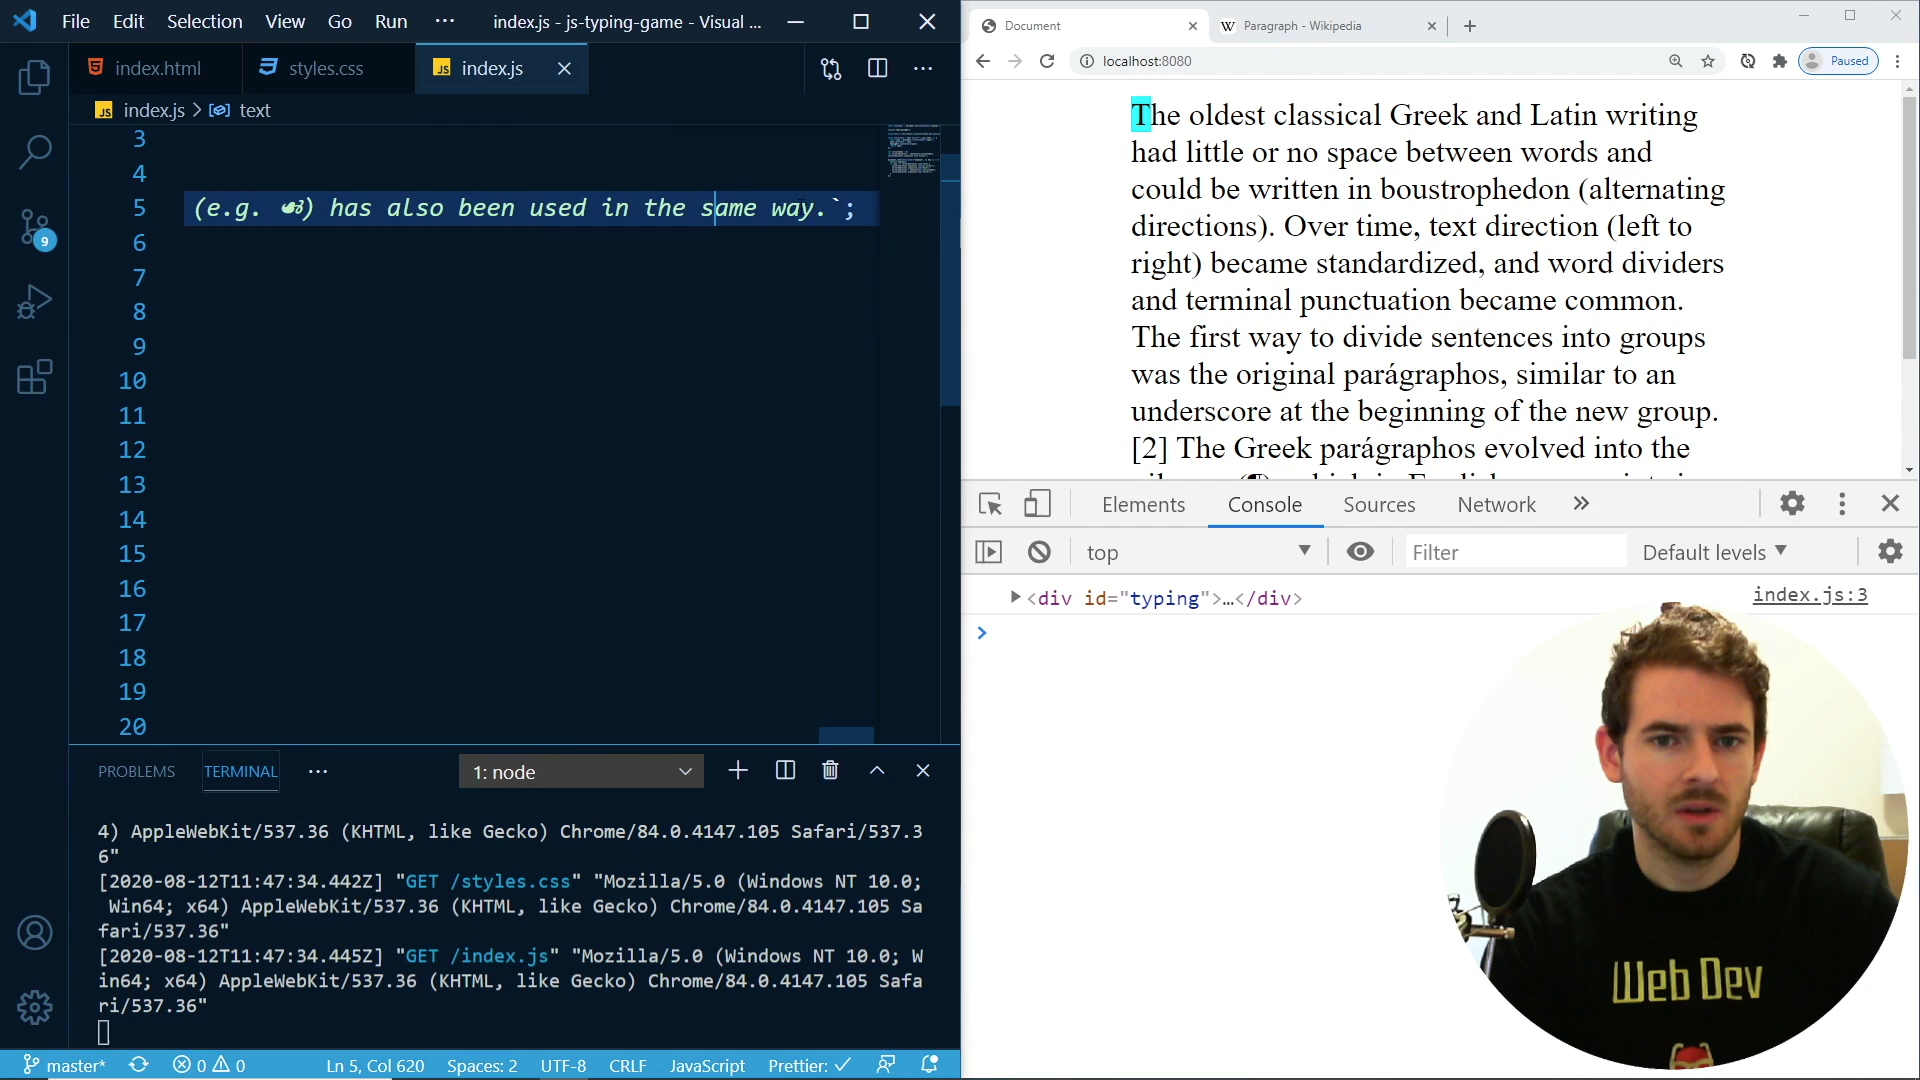 File Edit Selection View Go Run ··· index.js - js-typing-game - Visual ...
index.html styles.css index.js
index.js > text
3
4
5 (e.g. ☙) has also been used in the same way.`;
6
7
8
9
10
11
12
13
14
15
16
17
18
19
20
PROBLEMS TERMINAL ··· 1: node
4) AppleWebKit/537.36 (KHTML, like Gecko) Chrome/84.0.4147.105 Safari/537.3
6"
[2020-08-12T11:47:34.442Z] "GET /styles.css" "Mozilla/5.0 (Windows NT 10.0;
Win64; x64) AppleWebKit/537.36 (KHTML, like Gecko) Chrome/84.0.4147.105 Sa
fari/537.36"
[2020-08-12T11:47:34.445Z] "GET /index.js" "Mozilla/5.0 (Windows NT 10.0; W
in64; x64) AppleWebKit/537.36 (KHTML, like Gecko) Chrome/84.0.4147.105 Safa
ri/537.36"
9
master* 0 0 Ln 5, Col 620 Spaces: 2 UTF-8 CRLF JavaScript Prettier: ✓
Document Paragraph - Wikipedia
localhost:8080 Paused
The oldest classical Greek and Latin writing
had little or no space between words and
could be written in boustrophedon (alternating
directions). Over time, text direction (left to
right) became standardized, and word dividers
and terminal punctuation became common.
The first way to divide sentences into groups
was the original parágraphos, similar to an
underscore at the beginning of the new group.
[2] The Greek parágraphos evolved into the
Elements Console Sources Network »
top Filter Default levels
<div id="typing">…</div> index.js:3
>
Web Dev